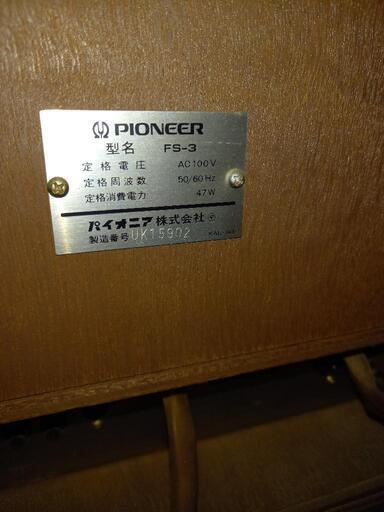 PIONEER
型名 FS-3
定格電圧 AC100V
定格周波数 50/60Hz
定格消費電力 47W
パイオニア株式会社
製造番号 UK15902